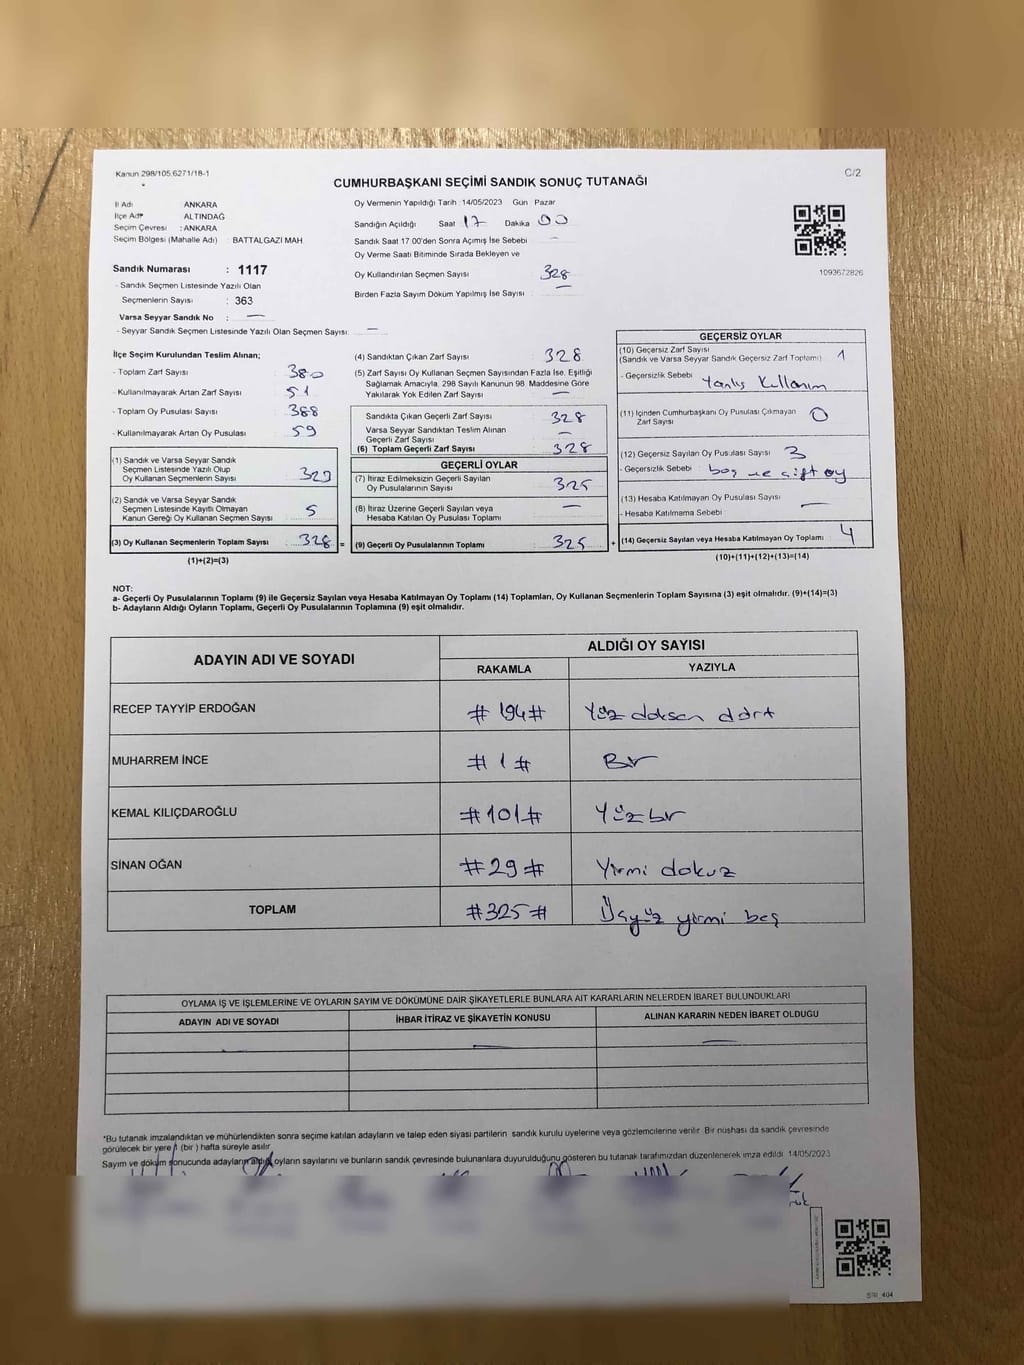 Kanun 298/105.6271/18-1
C/2
CUMHURBAŞKANI SEÇİMİ SANDIK SONUÇ TUTANAĞI
İl Adı ANKARA
İlçe Adı ALTINDAĞ
Seçim Çevresi : ANKARA
Seçim Bölgesi (Mahalle Adı) : BATTALGAZİ MAH
Sandık Numarası : 1117
- Sandık Seçmen Listesinde Yazılı Olan
Seçmenlerin Sayısı : 363
Varsa Seyyar Sandık No : —
- Seyyar Sandık Seçmen Listesinde Yazılı Olan Seçmen Sayısı: —
Oy Vermenin Yapıldığı Tarih :14/05/2023 Gün : Pazar
Sandığın Açıldığı Saat 17 Dakika 00
Sandık Saat 17.00'den Sonra Açımış İse Sebebi —
Oy Verme Saati Bitiminde Sırada Bekleyen ve
Oy Kullandırılan Seçmen Sayısı 328
Birden Fazla Sayım Döküm Yapılmış İse Sayısı —
1093672826
İlçe Seçim Kurulundan Teslim Alınan;
- Toplam Zarf Sayısı : 380
- Kullanılmayarak Artan Zarf Sayısı : 51
- Toplam Oy Pusulası Sayısı : 388
- Kullanılmayarak Artan Oy Pusulası : 59
(1) Sandık ve Varsa Seyyar Sandık
Seçmen Listesinde Yazılı Olup
Oy Kullanan Seçmenlerin Sayısı 323
(2) Sandık ve Varsa Seyyar Sandık
Seçmen Listesinde Kayıtlı Olmayan
Kanun Gereği Oy Kullanan Seçmen Sayısı 5
(3) Oy Kullanan Seçmenlerin Toplam Sayısı 328 =
(1)+(2)=(3)
(4) Sandıktan Çıkan Zarf Sayısı : 328
(5) Zarf Sayısı Oy Kullanan Seçmen Sayısından Fazla İse, Eşitliği
Sağlamak Amacıyla, 298 Sayılı Kanunun 98. Maddesine Göre
Yakılarak Yok Edilen Zarf Sayısı —
Sandıkta Çıkan Geçerli Zarf Sayısı 328
Varsa Seyyar Sandıktan Teslim Alınan
Geçerli Zarf Sayısı —
(6) Toplam Geçerli Zarf Sayısı 328
GEÇERLİ OYLAR
(7) İtiraz Edilmeksizin Geçerli Sayılan
Oy Pusulalarının Sayısı 325
(8) İtiraz Üzerine Geçerli Sayılan veya
Hesaba Katılan Oy Pusulası Toplamı —
(9) Geçerli Oy Pusulalarının Toplamı 325 +
GEÇERSİZ OYLAR
(10) Geçersiz Zarf Sayısı
(Sandık ve Varsa Seyyar Sandık Geçersiz Zarf Toplamı) 1
- Geçersizlik Sebebi : Yanlış Kullanım
(11) İçinden Cumhurbaşkanı Oy Pusulası Çıkmayan
Zarf Sayısı 0
(12) Geçersiz Sayılan Oy Pusulası Sayısı 3
- Geçersizlik Sebebi : boş ve çift oy
(13) Hesaba Katılmayan Oy Pusulası Sayısı —
- Hesaba Katılmama Sebebi :
(14) Geçersiz Sayılan veya Hesaba Katılmayan Oy Toplamı 4
(10)+(11)+(12)+(13)=(14)
NOT:
a- Geçerli Oy Pusulalarının Toplamı (9) ile Geçersiz Sayılan veya Hesaba Katılmayan Oy Toplamı (14) Toplamları, Oy Kullanan Seçmenlerin Toplam Sayısına (3) eşit olmalıdır. (9)+(14)=(3)
b- Adayların Aldığı Oyların Toplamı, Geçerli Oy Pusulalarının Toplamına (9) eşit olmalıdır.
ADAYIN ADI VE SOYADI
ALDIĞI OY SAYISI
RAKAMLA YAZIYLA
RECEP TAYYİP ERDOĞAN #194# Yüz doksan dört
MUHARREM İNCE #1# Bir
KEMAL KILIÇDAROĞLU #101# Yüzbir
SİNAN OĞAN #29# Yirmi dokuz
TOPLAM #325# Üçyüz yirmi beş
OYLAMA İŞ VE İŞLEMLERİNE VE OYLARIN SAYIM VE DÖKÜMÜNE DAİR ŞİKAYETLERLE BUNLARA AİT KARARLARIN NELERDEN İBARET BULUNDUKLARI
ADAYIN ADI VE SOYADI İHBAR İTİRAZ VE ŞİKAYETİN KONUSU ALINAN KARARIN NEDEN İBARET OLDUĞU
— — —
*Bu tutanak imzalandıktan ve mühürlendikten sonra seçime katılan adayların ve talep eden siyasi partilerin sandık kurulu üyelerine veya gözlemcilerine verilir. Bir nüshası da sandık çevresinde
görülecek bir yere 1 (bir ) hafta süreyle asılır.
Sayım ve döküm sonucunda adayların aldığı oyların sayılarını ve bunların sandık çevresinde bulunanlara duyurulduğunu gösteren bu tutanak tarafımızdan düzenlenerek imza edildi. 14/05/2023